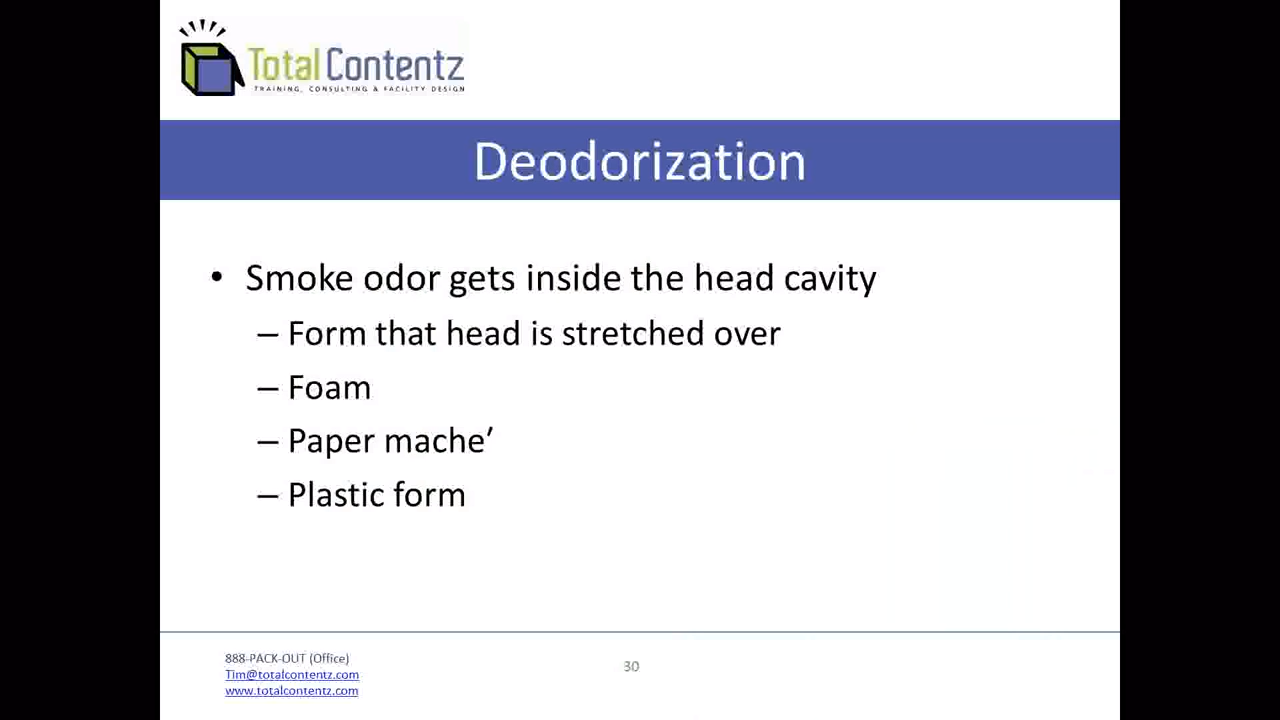 Total Contentz
TRAINING, CONSULTING & FACILITY DESIGN
Deodorization
• Smoke odor gets inside the head cavity
– Form that head is stretched over
– Foam
– Paper mache’
– Plastic form
888-PACK-OUT (Office)
Tim@totalcontentz.com
www.totalcontentz.com
30